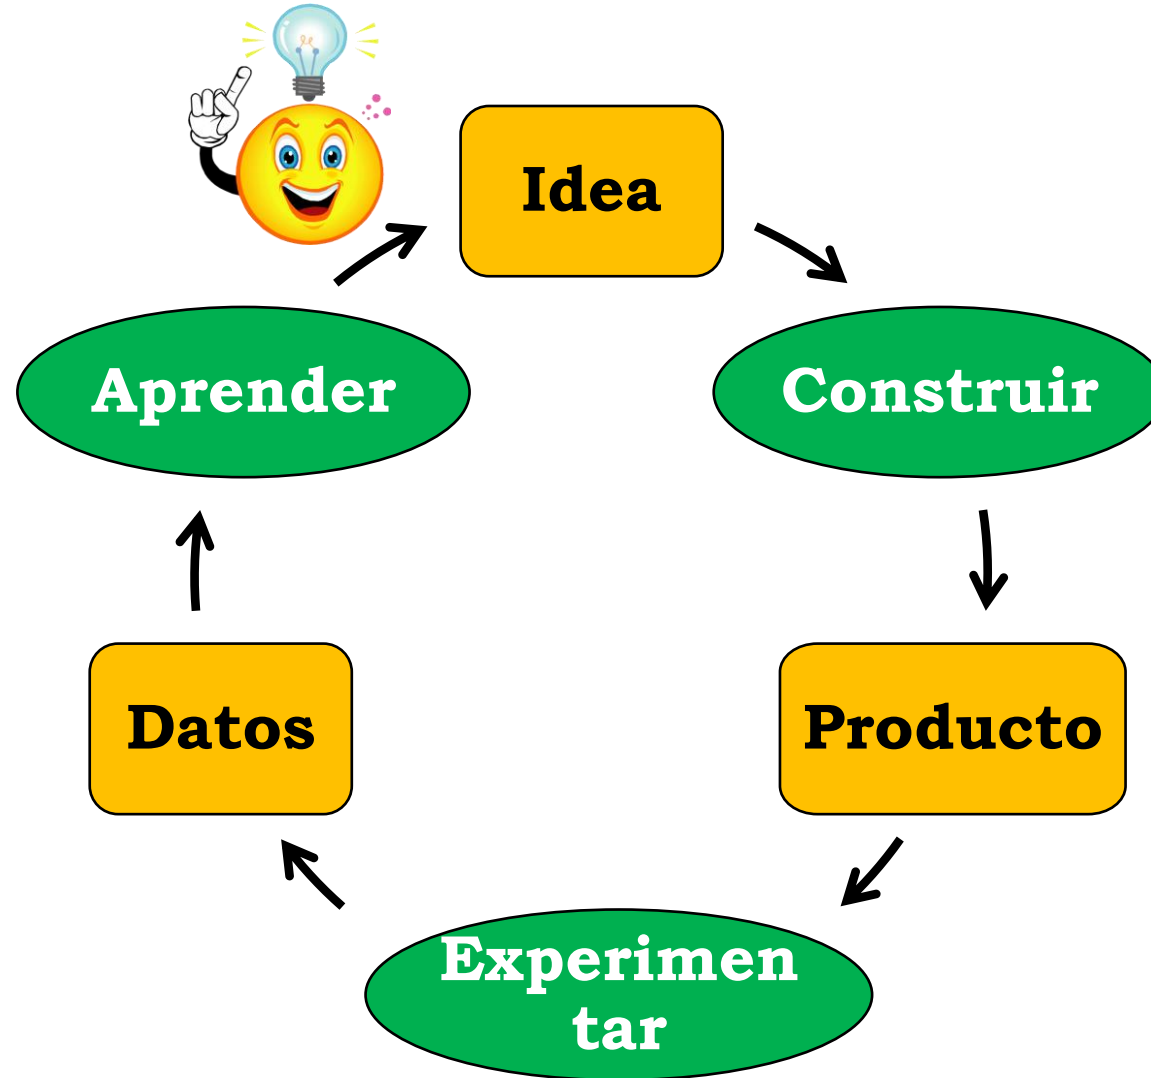 Idea
Aprender
Construir
Datos
Producto
Experimen
tar